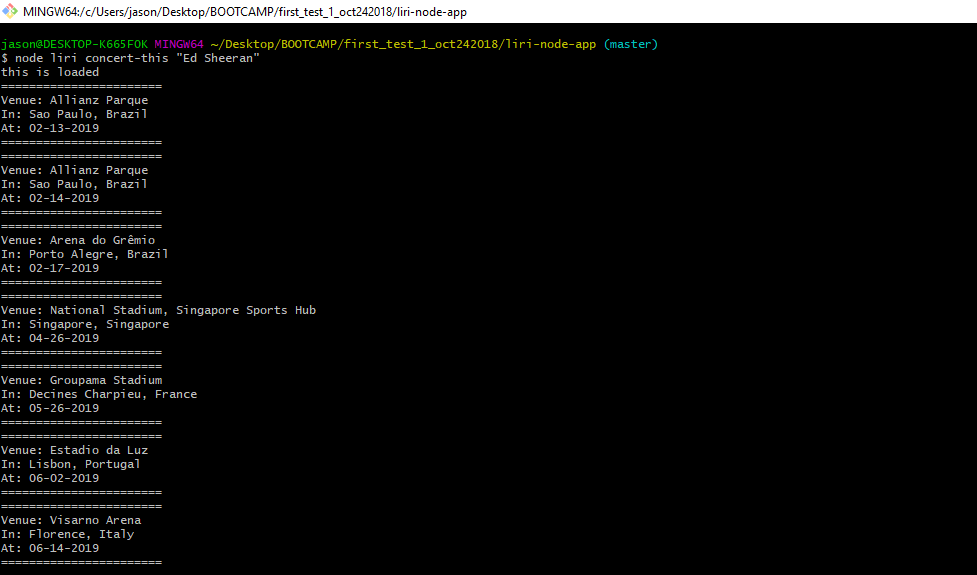 MINGW64:/c/Users/jason/Desktop/BOOTCAMP/first_test_1_oct242018/liri-node-app
jason@DESKTOP-K665FOK MINGW64 ~/Desktop/BOOTCAMP/first_test_1_oct242018/liri-node-app (master)
$ node liri concert-this "Ed Sheeran"
this is loaded
=======================
Venue: Allianz Parque
In: Sao Paulo, Brazil
At: 02-13-2019
=======================
=======================
Venue: Allianz Parque
In: Sao Paulo, Brazil
At: 02-14-2019
=======================
=======================
Venue: Arena do Grêmio
In: Porto Alegre, Brazil
At: 02-17-2019
=======================
=======================
Venue: National Stadium, Singapore Sports Hub
In: Singapore, Singapore
At: 04-26-2019
=======================
=======================
Venue: Groupama Stadium
In: Decines Charpieu, France
At: 05-26-2019
=======================
=======================
Venue: Estadio da Luz
In: Lisbon, Portugal
At: 06-02-2019
=======================
=======================
Venue: Visarno Arena
In: Florence, Italy
At: 06-14-2019
=======================